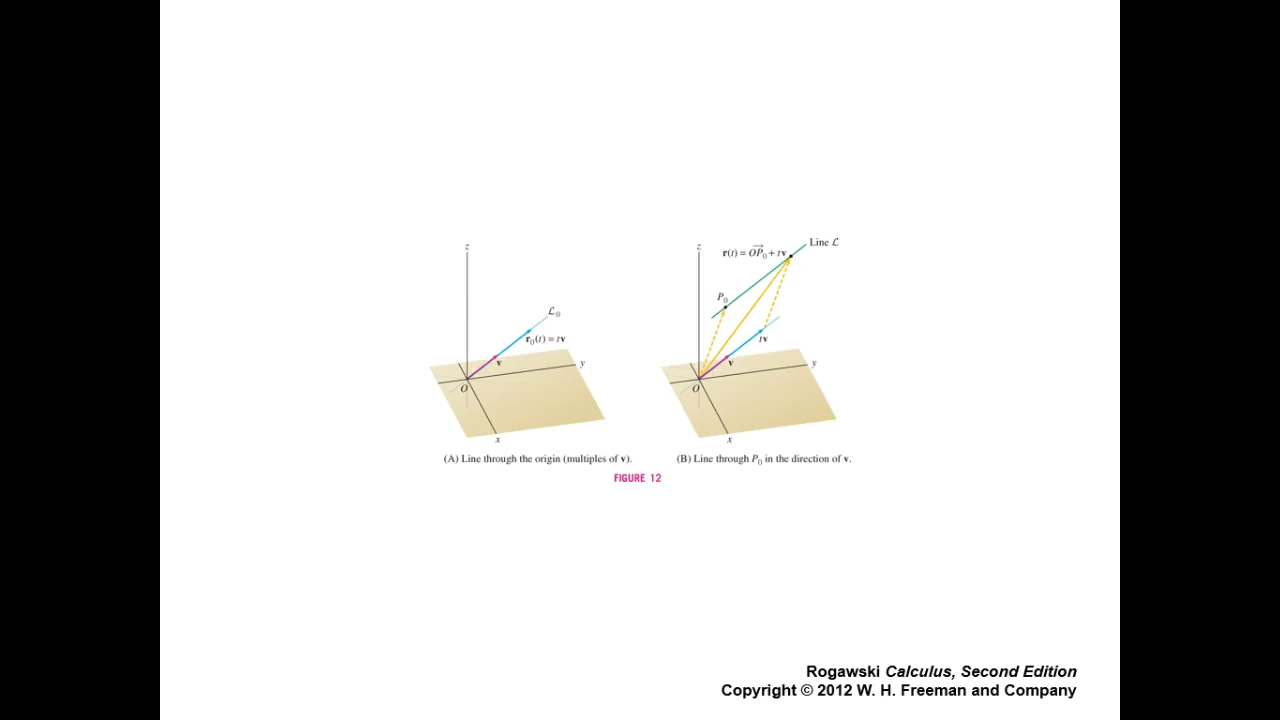 z
ℒ₀
r₀(t) = tv
v
y
O
x
(A) Line through the origin (multiples of v).
z
Line ℒ
r(t) = O⃗P⃗₀ + tv
P₀
tv
v
y
O
x
(B) Line through P₀ in the direction of v.
FIGURE 12
Rogawski Calculus, Second Edition
Copyright © 2012 W. H. Freeman and Company